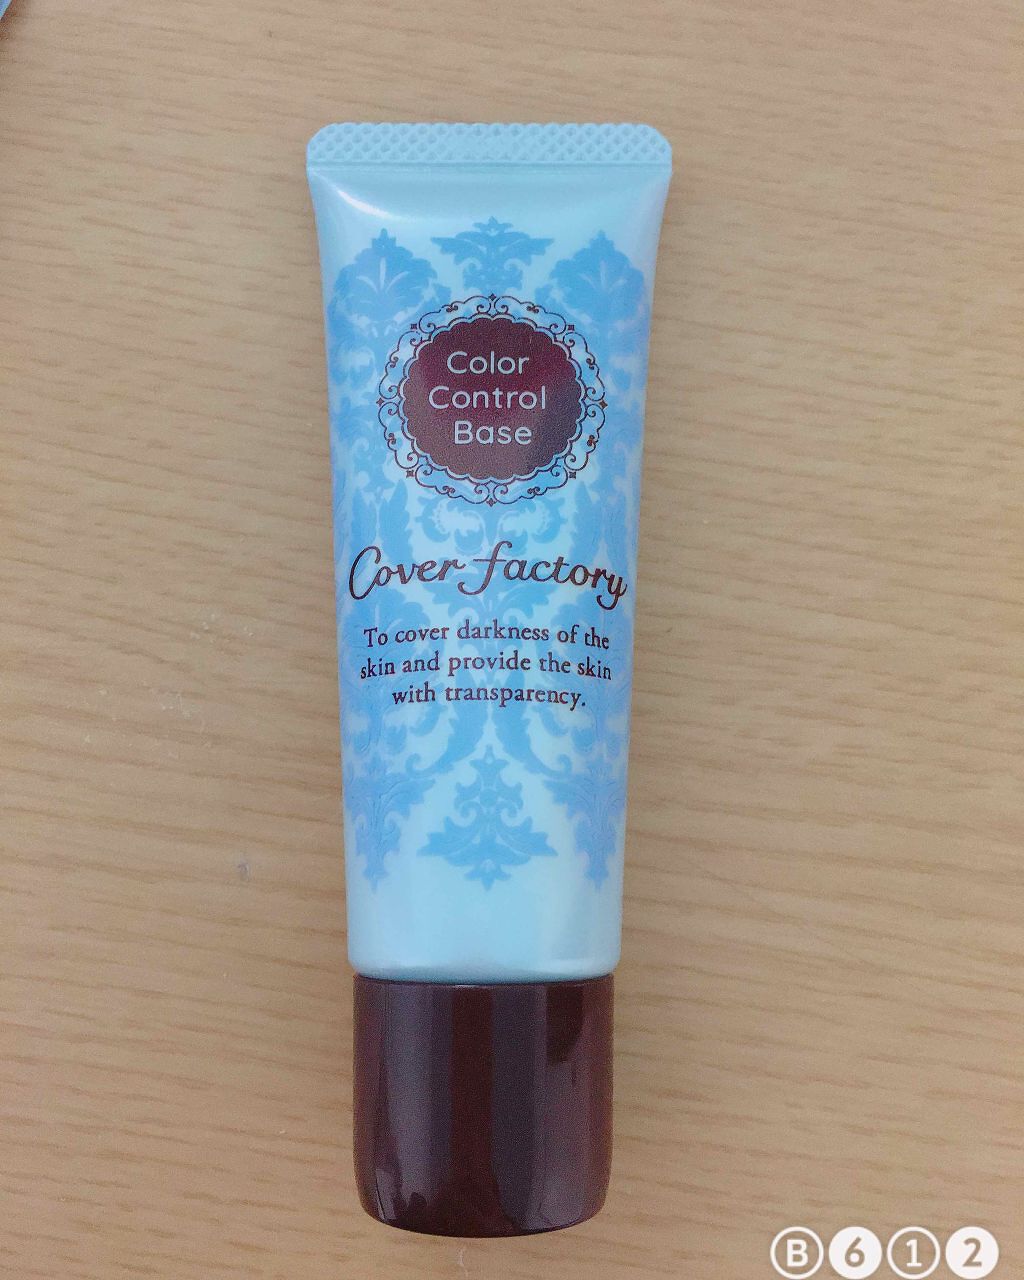 Color
Control
Base
Cover factory
To cover darkness of the
skin and provide the skin
with transparency.
B612